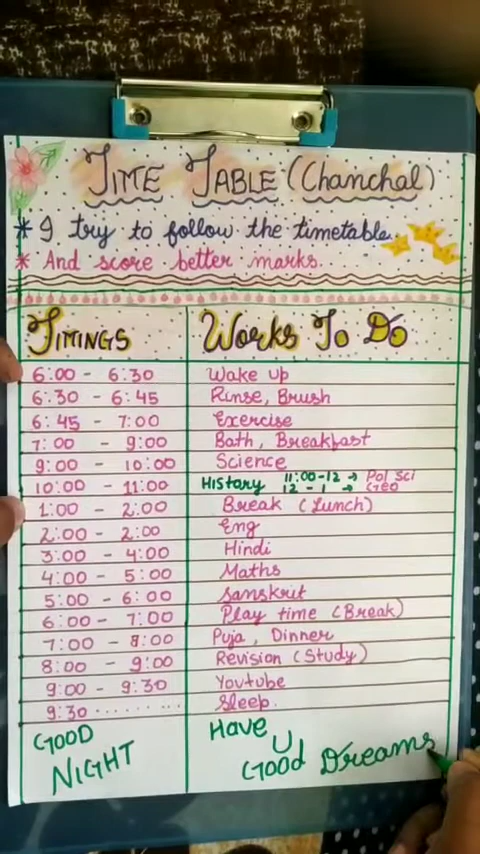 TIME TABLE (Chanchal)
* I try to follow the timetable.
* And score better marks.
TIMINGS Works To Do
6:00 - 6:30 Wake up
6:30 - 6:45 Rinse, Brush
6:45 - 7:00 Exercise
7:00 - 9:00 Bath, Breakfast
9:00 - 10:00 Science
10:00 - 11:00 History 11:00-12 → Pol Sci
12 - 1 → Geo
1:00 - 2:00 Break (Lunch)
2:00 - 2:00 Eng
3:00 - 4:00 Hindi
4:00 - 5:00 Maths
5:00 - 6:00 Sanskrit
6:00 - 7:00 Play time (Break)
7:00 - 8:00 Puja, Dinner
8:00 - 9:00 Revision (Study)
9:00 - 9:30 Youtube
9:30 ........ Sleep.
GOOD Have
NIGHT U
Good Dreams